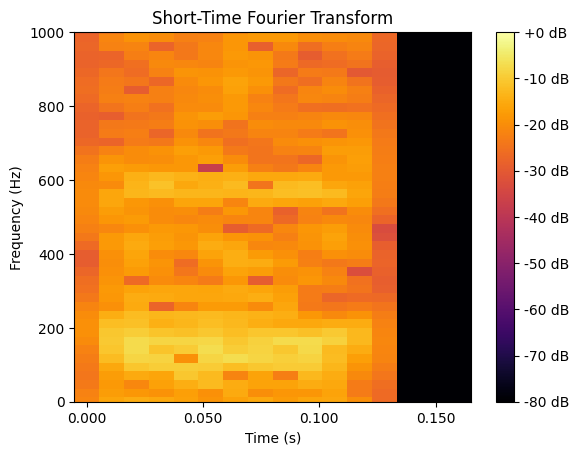 Short-Time Fourier Transform
Frequency (Hz)
1000
800
600
400
200
0
0.000
0.050
0.100
0.150
Time (s)
+0 dB
-10 dB
-20 dB
-30 dB
-40 dB
-50 dB
-60 dB
-70 dB
-80 dB